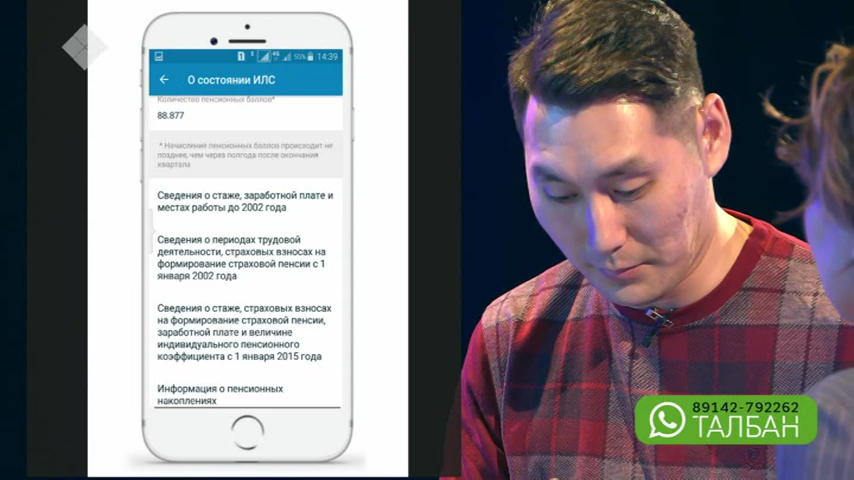 55% 14:39
О состоянии ИЛС
Количество пенсионных баллов*
88.877
* Начисление пенсионных баллов происходит не
позднее, чем через полгода после окончания
квартала
Сведения о стаже, заработной плате и
местах работы до 2002 года
Сведения о периодах трудовой
деятельности, страховых взносах на
формирование страховой пенсии с 1
января 2002 года
Сведения о стаже, страховых взносах
на формирование страховой пенсии,
заработной плате и величине
индивидуального пенсионного
коэффициента с 1 января 2015 года
Информация о пенсионных
накоплениях
89142-792262
ТАЛБАН